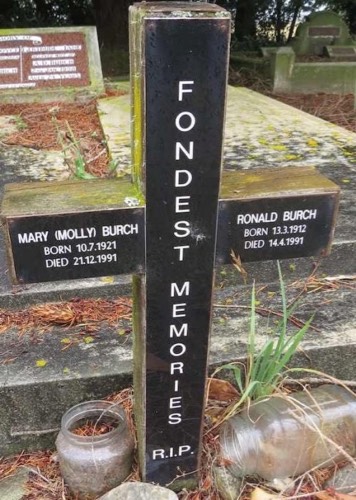 FONDEST MEMORIES
R.I.P.
MARY (MOLLY) BURCH
BORN 10.7.1921
DIED 21.12.1991
RONALD BURCH
BORN 13.3.1912
DIED 14.4.1991